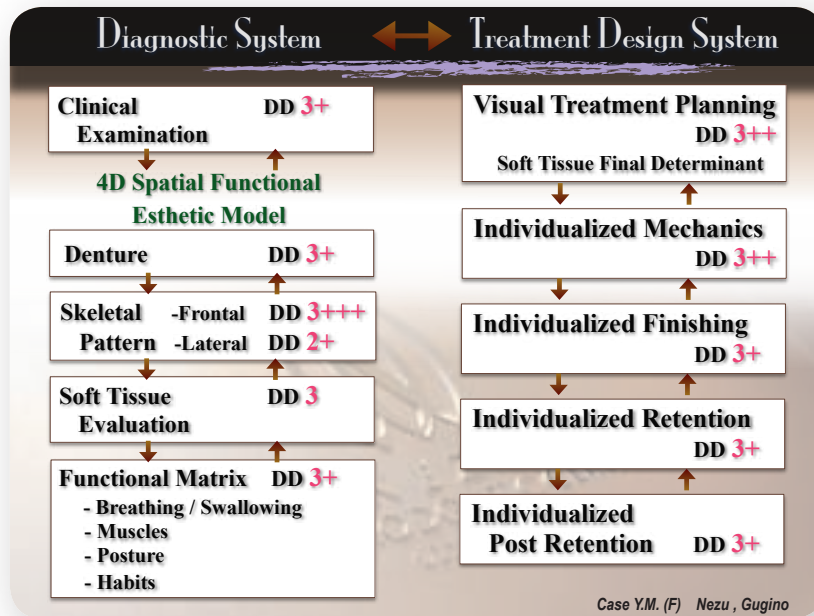 Diagnostic System
Treatment Design System
Clinical DD 3+
Examination
4D Spatial Functional
Esthetic Model
Denture DD 3+
Skeletal -Frontal DD 3+++
Pattern -Lateral DD 2+
Soft Tissue DD 3
Evaluation
Functional Matrix DD 3+
- Breathing / Swallowing
- Muscles
- Posture
- Habits
Visual Treatment Planning
DD 3++
Soft Tissue Final Determinant
Individualized Mechanics
DD 3++
Individualized Finishing
DD 3+
Individualized Retention
DD 3+
Individualized
Post Retention DD 3+
Case Y.M. (F) Nezu , Gugino